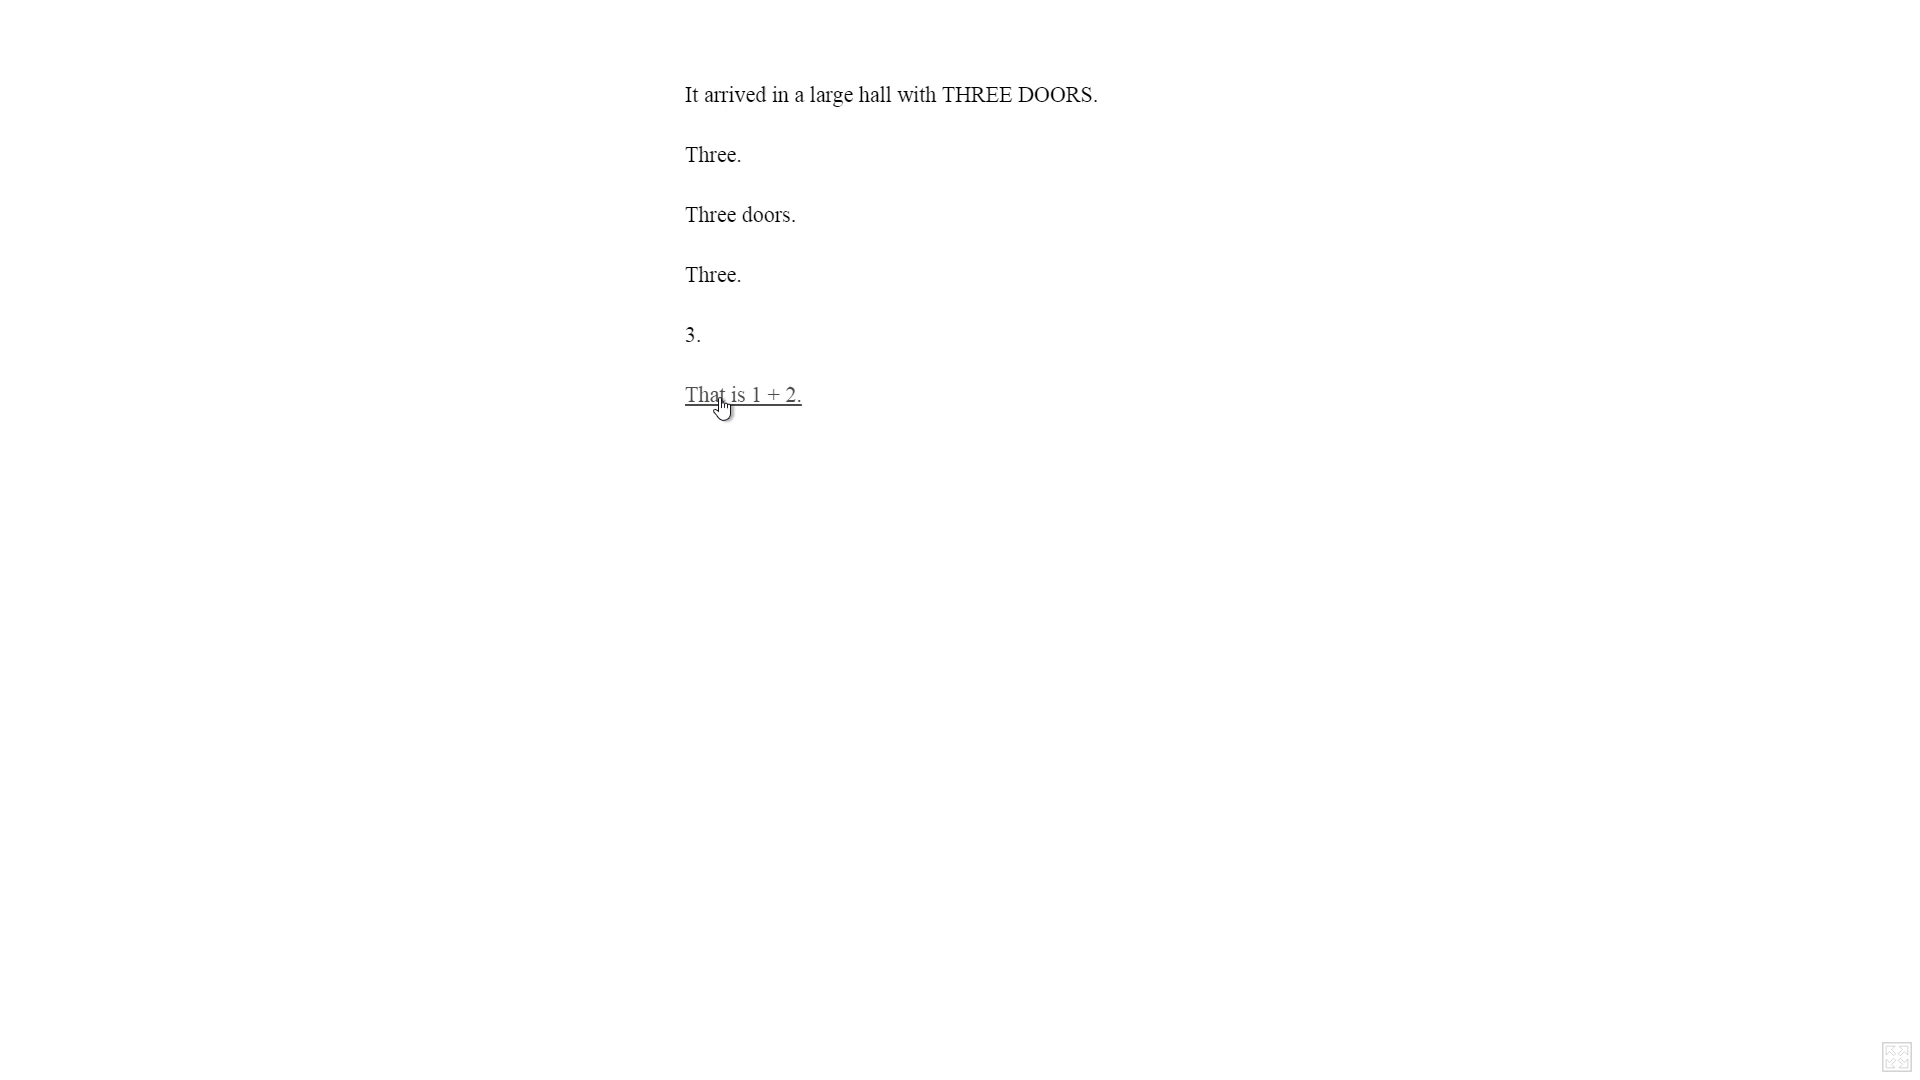 It arrived in a large hall with THREE DOORS.
Three.
Three doors.
Three.
3.
That is 1 + 2.